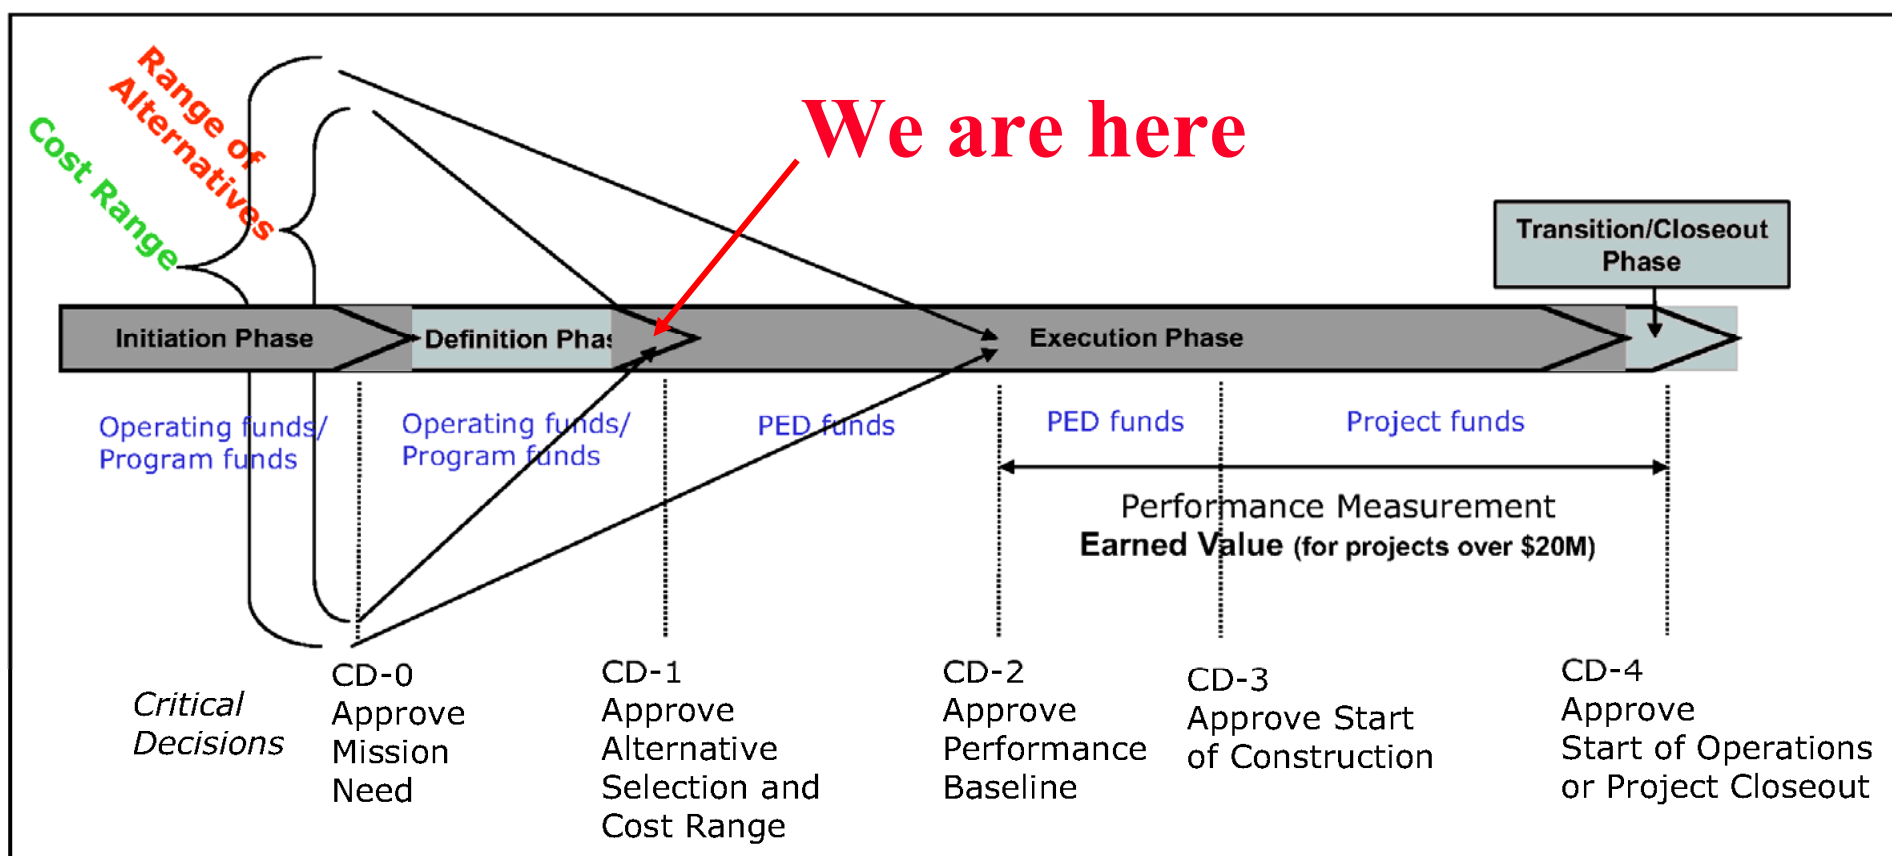 Range of
Alternatives
Cost Range
We are here
Transition/Closeout
Phase
Initiation Phase
Definition Phas
Execution Phase
Operating funds/
Program funds
Operating funds/
Program funds
PED funds
PED funds
Project funds
Performance Measurement
Earned Value (for projects over $20M)
Critical
Decisions
CD-0
Approve
Mission
Need
CD-1
Approve
Alternative
Selection and
Cost Range
CD-2
Approve
Performance
Baseline
CD-3
Approve Start
of Construction
CD-4
Approve
Start of Operations
or Project Closeout